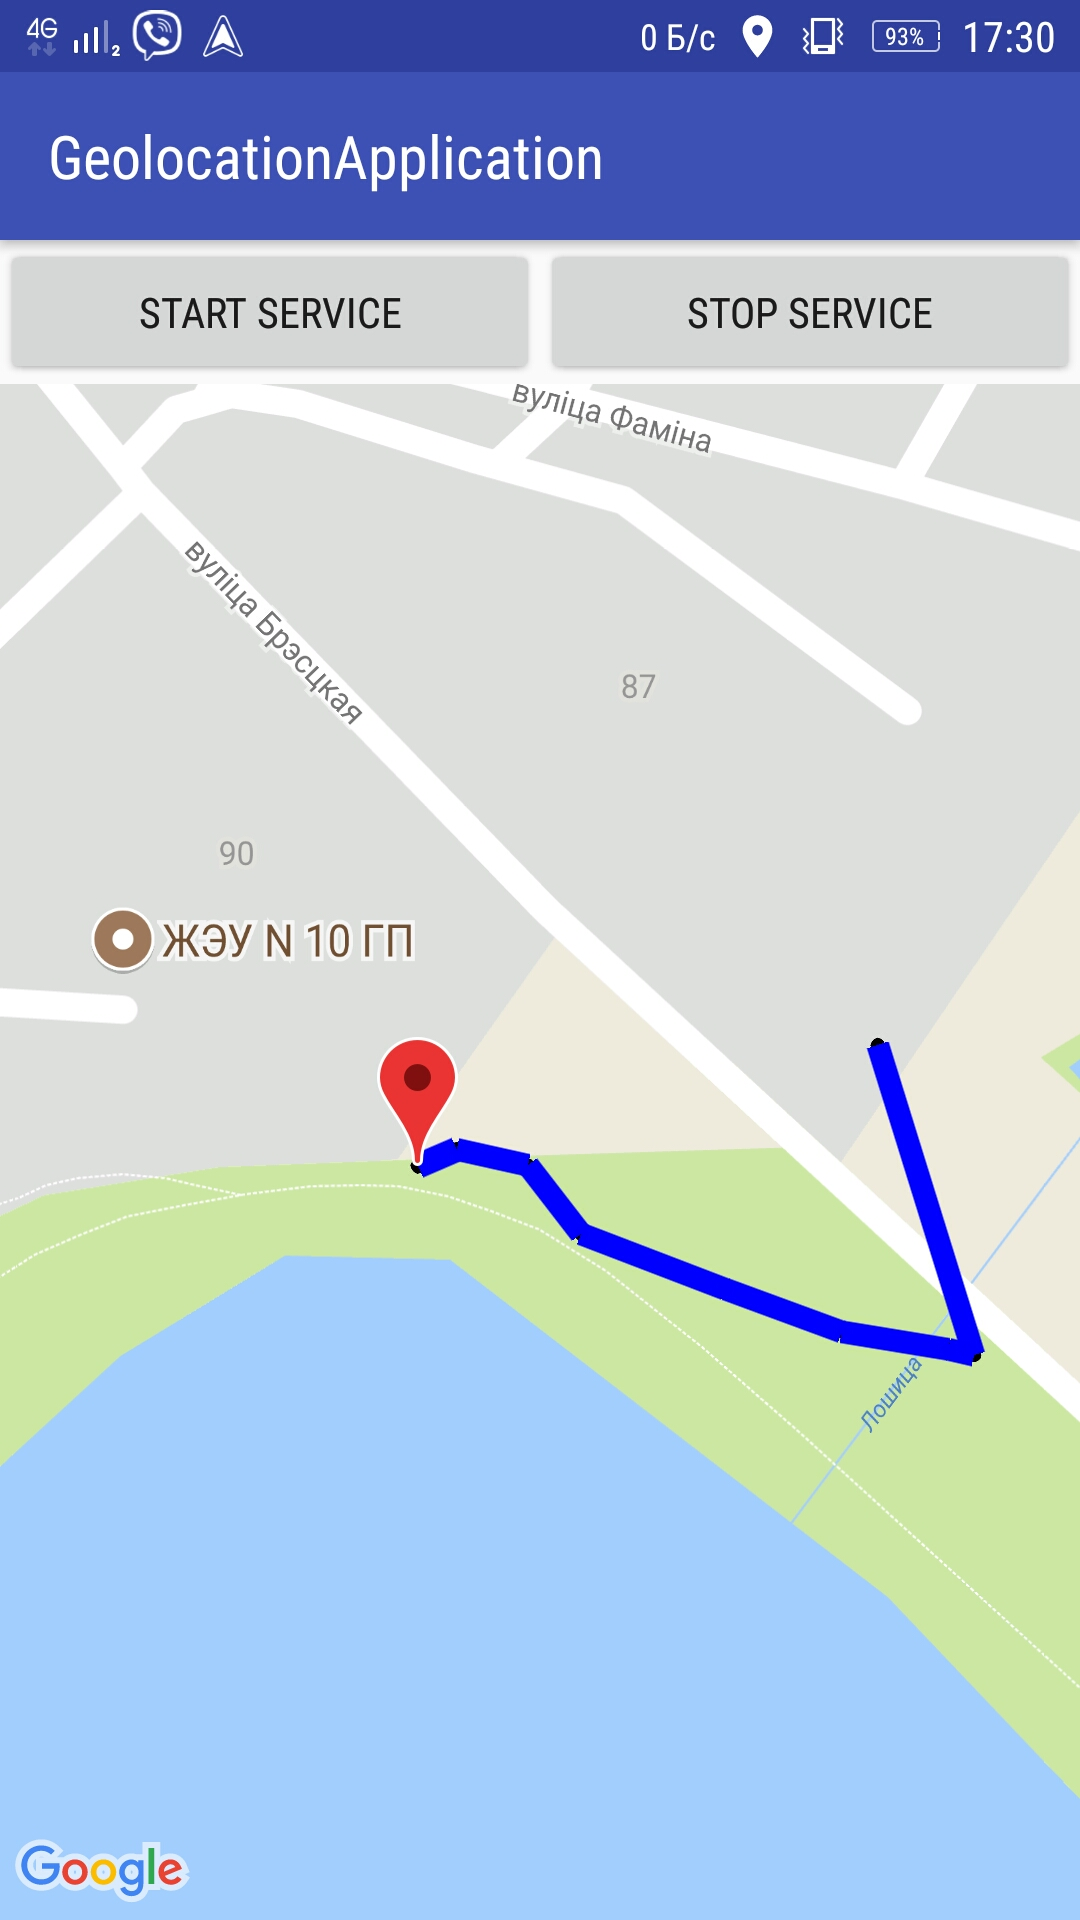 4G 2 0 Б/с 93% 17:30
GeolocationApplication
START SERVICE STOP SERVICE
вуліца Фаміна
вуліца Брэсцкая
87
90
ЖЭУ N 10 ГП
Лошица
Google